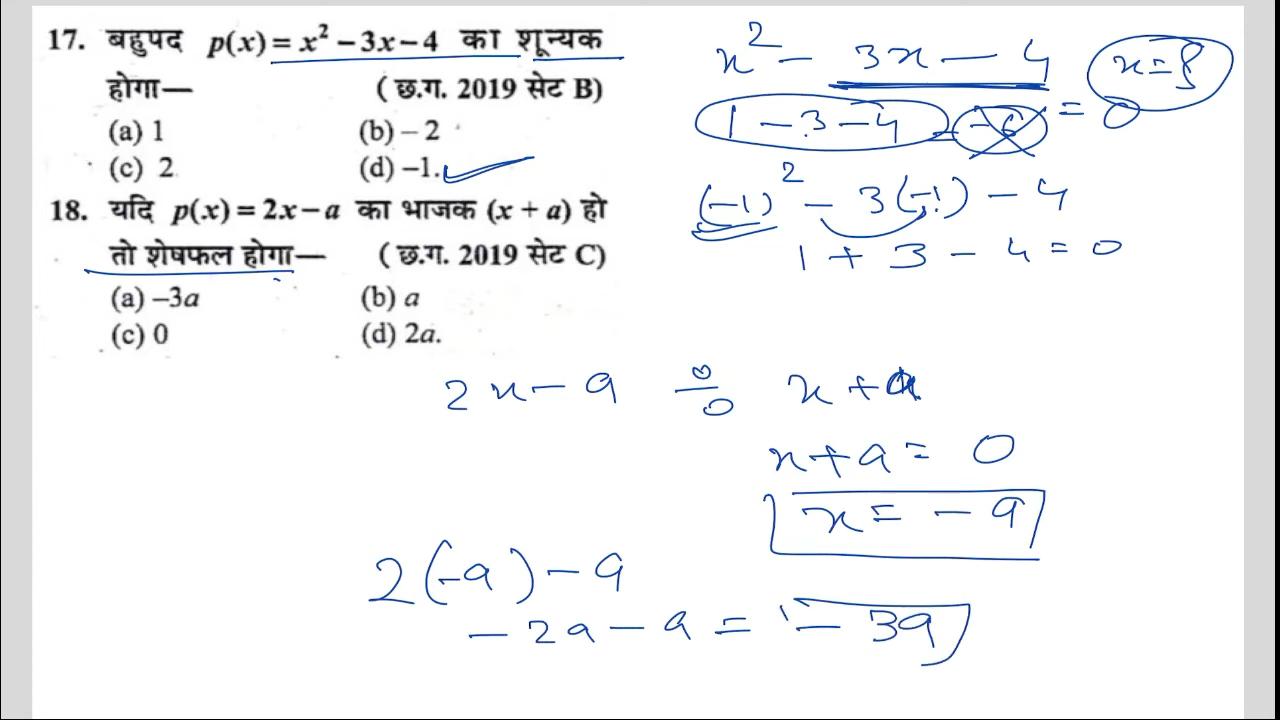 17. बहुपद p(x) = x² – 3x – 4 का शून्यक
होगा— (छ.ग. 2019 सेट B)
(a) 1 (b) – 2
(c) 2 (d) –1.
18. यदि p(x) = 2x – a का भाजक (x + a) हो
तो शेषफल होगा— (छ.ग. 2019 सेट C)
(a) –3a (b) a
(c) 0 (d) 2a.
x² – 3x – 4
1 – 3 – 4 = –6 = 0
(–1)² – 3(–1) – 4
1 + 3 – 4 = 0
2x – a ÷ x + a
x + a = 0
x = – a
2(–a) – a
– 2a – a = – 3a